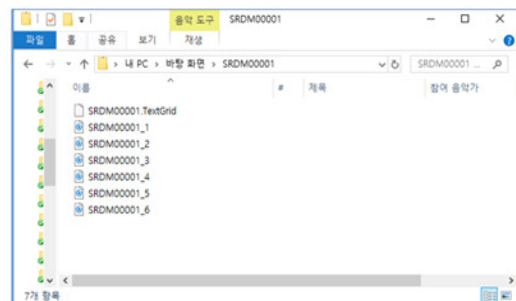 음악 도구 SRDM00001
파일 홈 공유 보기 재생
내 PC > 바탕 화면 > SRDM00001 SRDM00001 ...
이름 # 제목 참여 음악가
SRDM00001.TextGrid
SRDM00001_1
SRDM00001_2
SRDM00001_3
SRDM00001_4
SRDM00001_5
SRDM00001_6
7개 항목